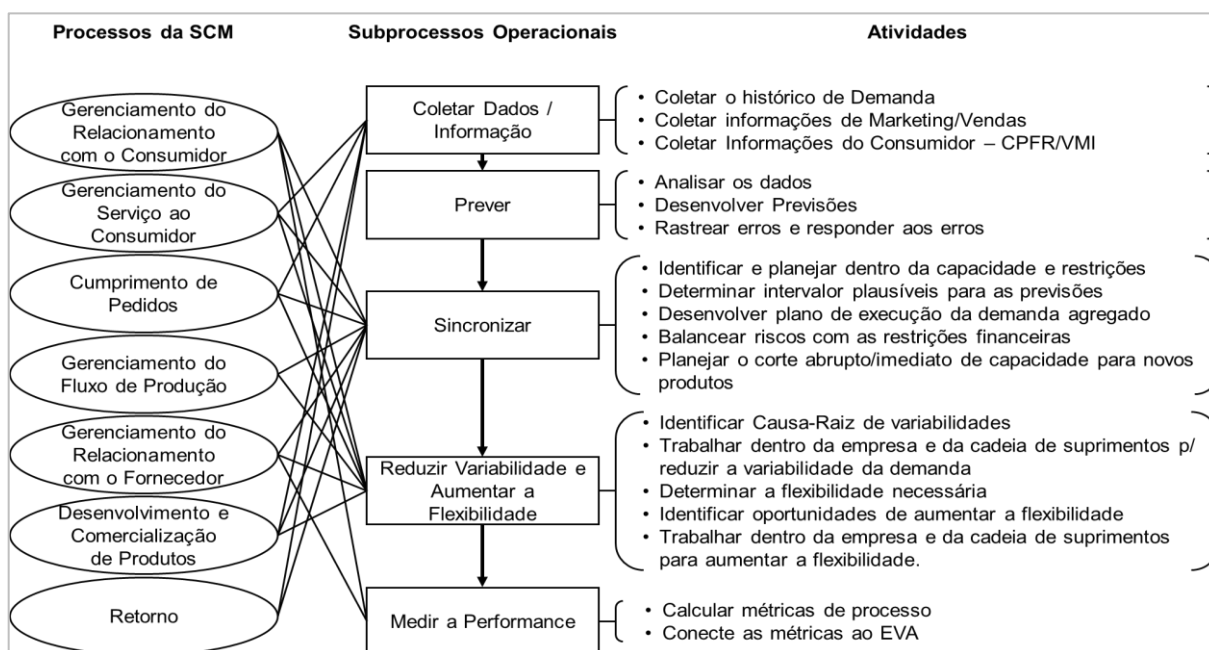 Processos da SCM
Subprocessos Operacionais
Atividades
Gerenciamento do
Relacionamento
com o Consumidor
Gerenciamento do
Serviço ao
Consumidor
Cumprimento de
Pedidos
Gerenciamento do
Fluxo de Produção
Gerenciamento do
Relacionamento
com o Fornecedor
Desenvolvimento e
Comercialização
de Produtos
Retorno
Coletar Dados /
Informação
Prever
Sincronizar
Reduzir Variabilidade e
Aumentar a
Flexibilidade
Medir a Performance
• Coletar o histórico de Demanda
• Coletar informações de Marketing/Vendas
• Coletar Informações do Consumidor – CPFR/VMI
• Analisar os dados
• Desenvolver Previsões
• Rastrear erros e responder aos erros
• Identificar e planejar dentro da capacidade e restrições
• Determinar intervalor plausíveis para as previsões
• Desenvolver plano de execução da demanda agregado
• Balancear riscos com as restrições financeiras
• Planejar o corte abrupto/imediato de capacidade para novos
produtos
• Identificar Causa-Raiz de variabilidades
• Trabalhar dentro da empresa e da cadeia de suprimentos p/
reduzir a variabilidade da demanda
• Determinar a flexibilidade necessária
• Identificar oportunidades de aumentar a flexibilidade
• Trabalhar dentro da empresa e da cadeia de suprimentos
para aumentar a flexibilidade.
• Calcular métricas de processo
• Conecte as métricas ao EVA